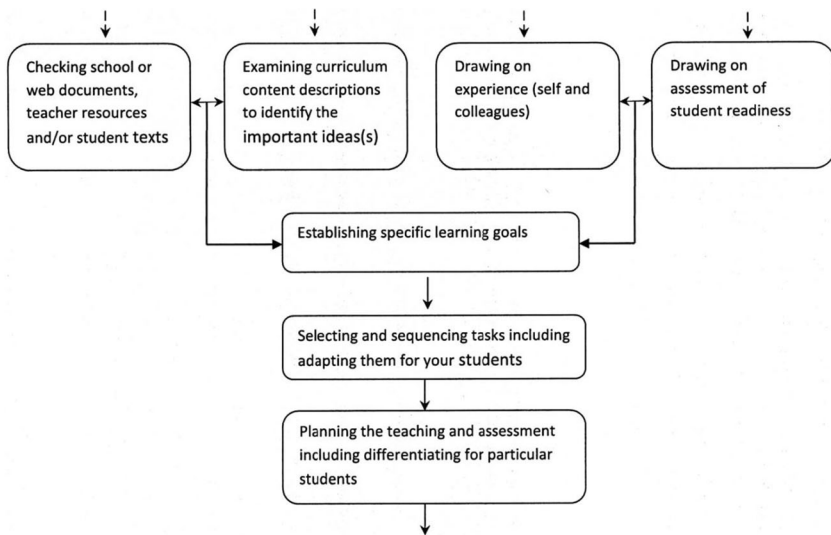 Checking school or
web documents,
teacher resources
and/or student texts
Examining curriculum
content descriptions
to identify the
important ideas(s)
Drawing on
experience (self and
colleagues)
Drawing on
assessment of
student readiness
Establishing specific learning goals
Selecting and sequencing tasks including
adapting them for your students
Planning the teaching and assessment
including differentiating for particular
students